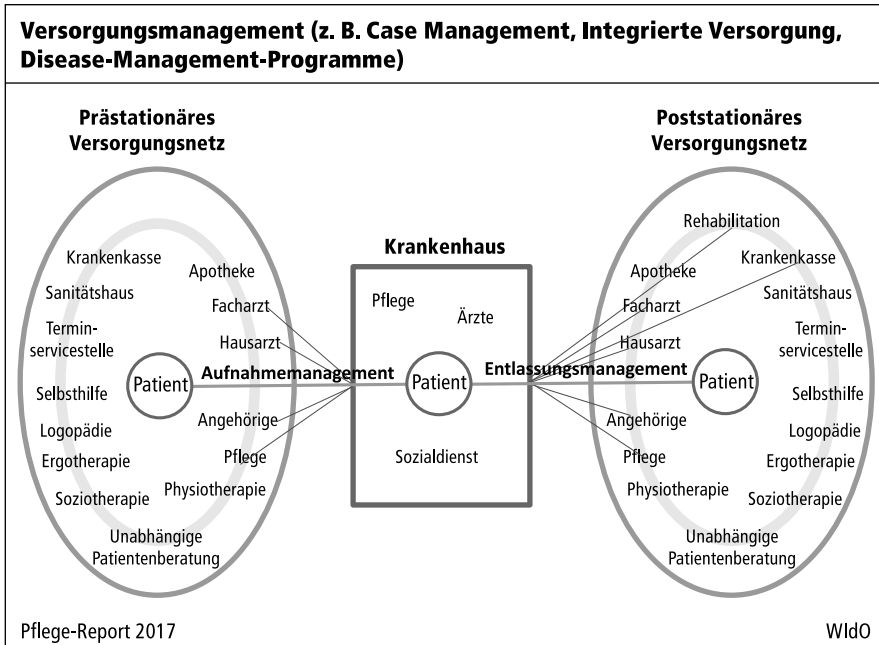 Versorgungsmanagement (z. B. Case Management, Integrierte Versorgung,
Disease-Management-Programme)
Prästationäres
Versorgungsnetz
Krankenkasse
Apotheke
Sanitätshaus
Facharzt
Termin-
servicestelle
Hausarzt
Patient
Aufnahmemanagement
Selbsthilfe
Angehörige
Logopädie
Pflege
Ergotherapie
Physiotherapie
Soziotherapie
Unabhängige
Patientenberatung
Krankenhaus
Pflege
Ärzte
Patient
Sozialdienst
Poststationäres
Versorgungsnetz
Rehabilitation
Apotheke
Krankenkasse
Facharzt
Sanitätshaus
Hausarzt
Termin-
servicestelle
Entlassungsmanagement
Patient
Selbsthilfe
Angehörige
Logopädie
Pflege
Ergotherapie
Physiotherapie
Soziotherapie
Unabhängige
Patientenberatung
Pflege-Report 2017
WIdO